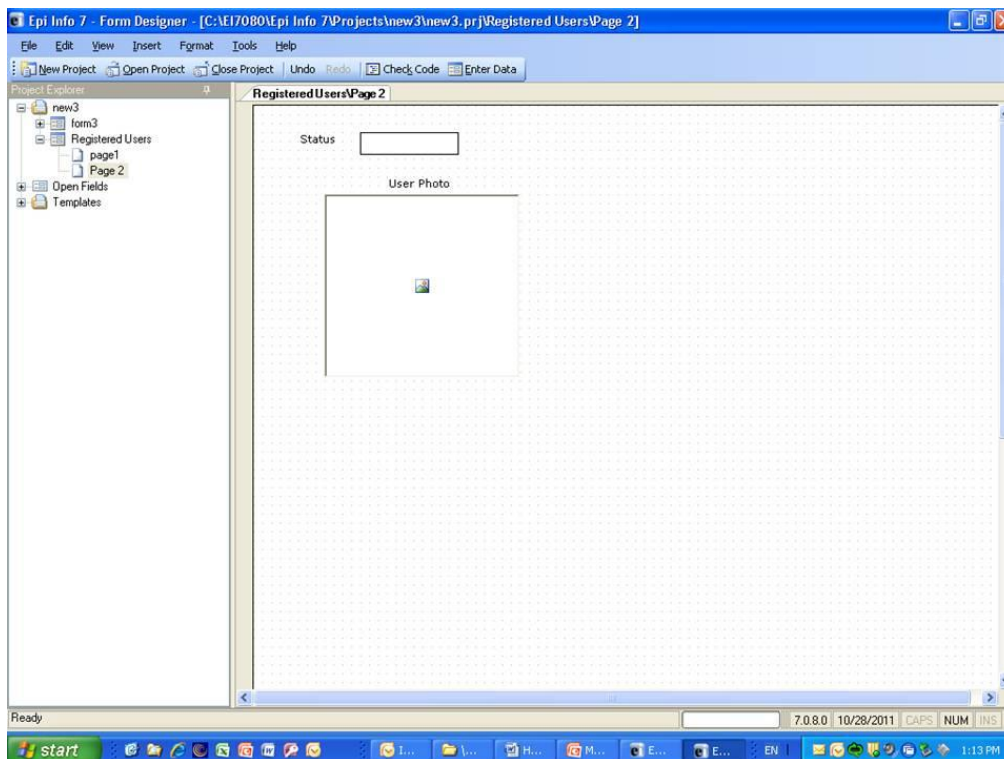 Epi Info 7 - Form Designer - [C:\EI7080\Epi Info 7\Projects\new3\new3.prj\Registered Users\Page 2]
File Edit View Insert Format Tools Help
New Project Open Project Close Project Undo Redo Check Code Enter Data
Project Explorer
Registered Users\Page 2
new3
form3
Registered Users
page1
Page 2
Open Fields
Templates
Status
User Photo
Ready
7.0.8.0 10/28/2011 CAPS NUM INS
start I... \... H... M... E... E... EN 1:13 PM